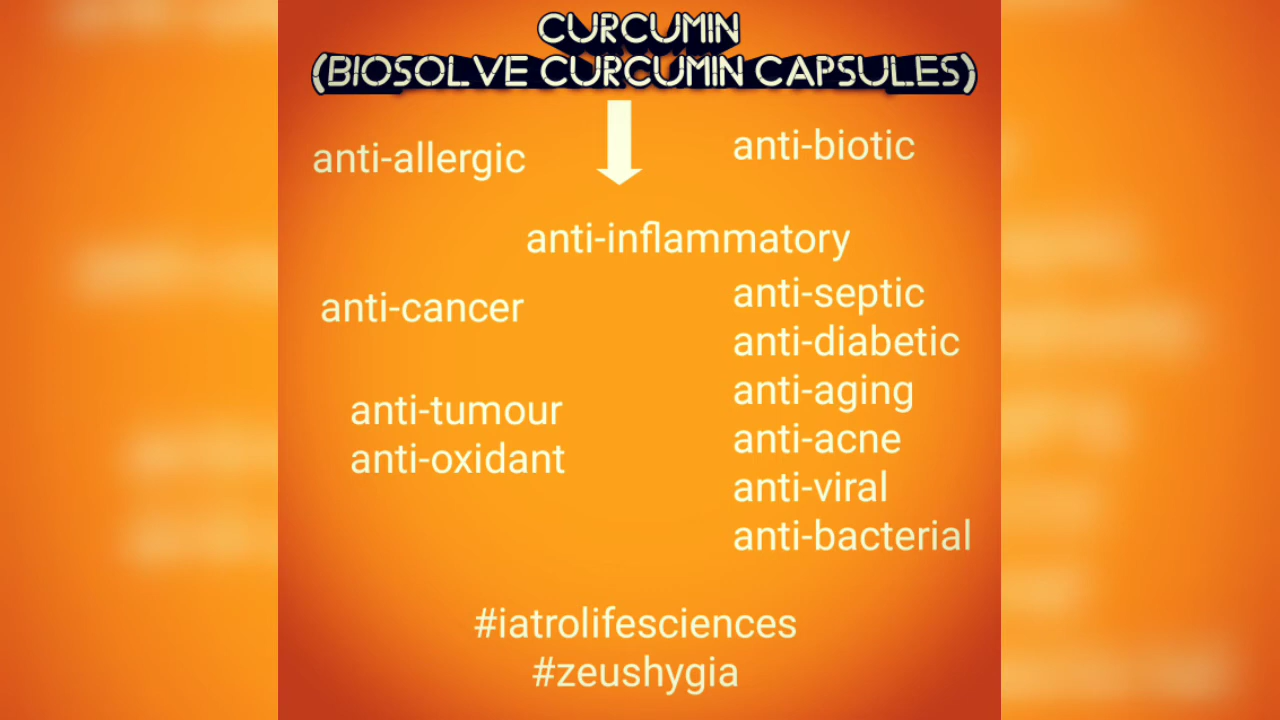 CURCUMIN
(BIOSOLVE CURCUMIN CAPSULES)
anti-allergic
anti-biotic
anti-inflammatory
anti-cancer
anti-tumour
anti-oxidant
anti-septic
anti-diabetic
anti-aging
anti-acne
anti-viral
anti-bacterial
#iatrolifesciences
#zeushygia